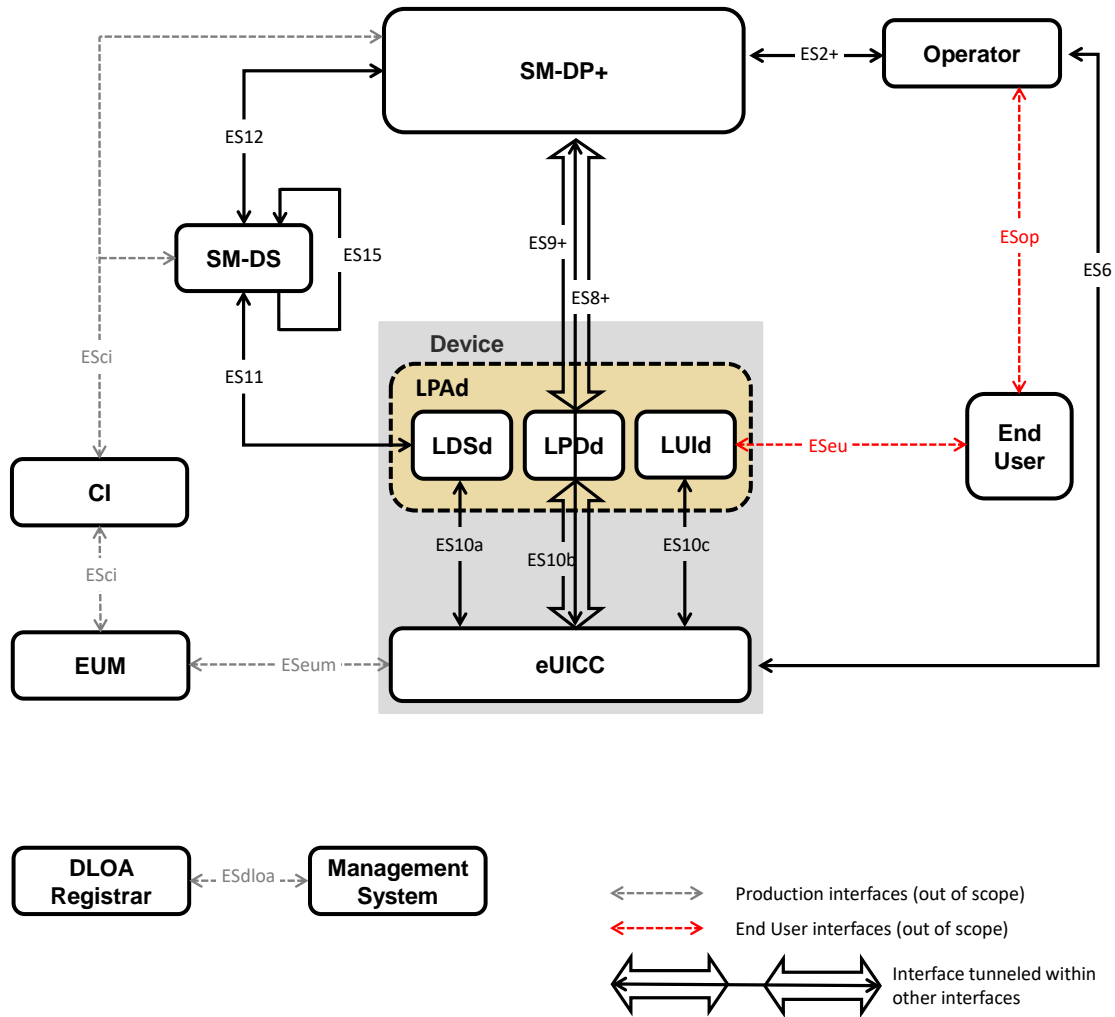 SM-DP+
ES2+
Operator
ES12
SM-DS
ES15
ES9+
ES8+
ESop
ES6
ESci
ES11
Device
LPAd
LDSd
LPDd
LUId
ESeu
End
User
CI
ESci
ES10a
ES10b
ES10c
EUM
ESeum
eUICC
DLOA
Registrar
ESdloa
Management
System
Production interfaces (out of scope)
End User interfaces (out of scope)
Interface tunneled within
other interfaces